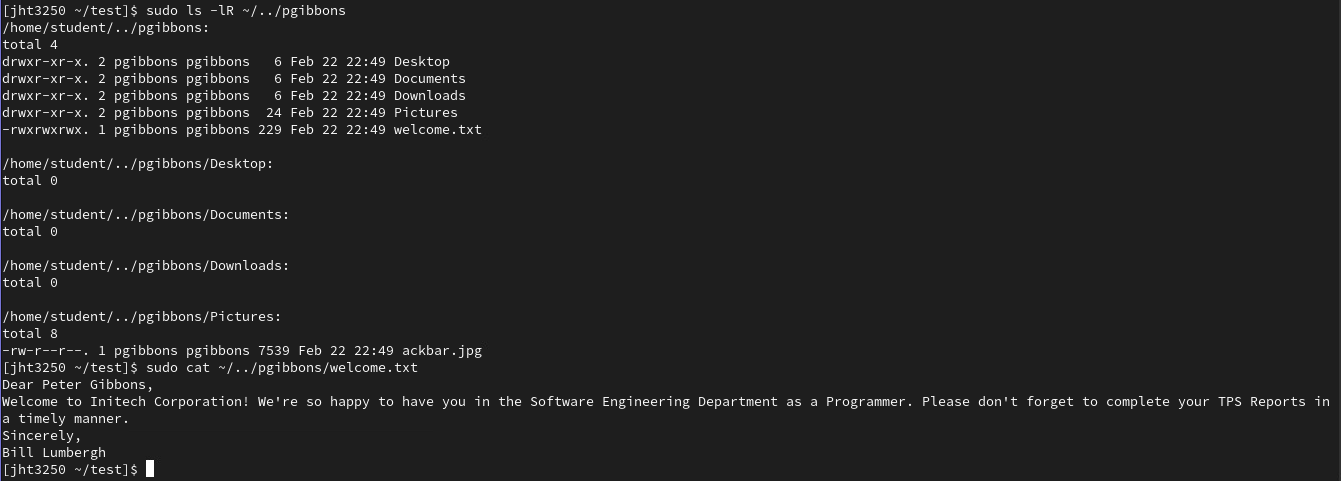 [jht3250 ~/test]$ sudo ls -lR ~/../pgibbons
/home/student/../pgibbons:
total 4
drwxr-xr-x. 2 pgibbons pgibbons   6 Feb 22 22:49 Desktop
drwxr-xr-x. 2 pgibbons pgibbons   6 Feb 22 22:49 Documents
drwxr-xr-x. 2 pgibbons pgibbons   6 Feb 22 22:49 Downloads
drwxr-xr-x. 2 pgibbons pgibbons  24 Feb 22 22:49 Pictures
-rwxrwxrwx. 1 pgibbons pgibbons 229 Feb 22 22:49 welcome.txt

/home/student/../pgibbons/Desktop:
total 0

/home/student/../pgibbons/Documents:
total 0

/home/student/../pgibbons/Downloads:
total 0

/home/student/../pgibbons/Pictures:
total 8
-rw-r--r--. 1 pgibbons pgibbons 7539 Feb 22 22:49 ackbar.jpg
[jht3250 ~/test]$ sudo cat ~/../pgibbons/welcome.txt
Dear Peter Gibbons,
Welcome to Initech Corporation! We're so happy to have you in the Software Engineering Department as a Programmer. Please don't forget to complete your TPS Reports in
a timely manner.
Sincerely,
Bill Lumbergh
[jht3250 ~/test]$